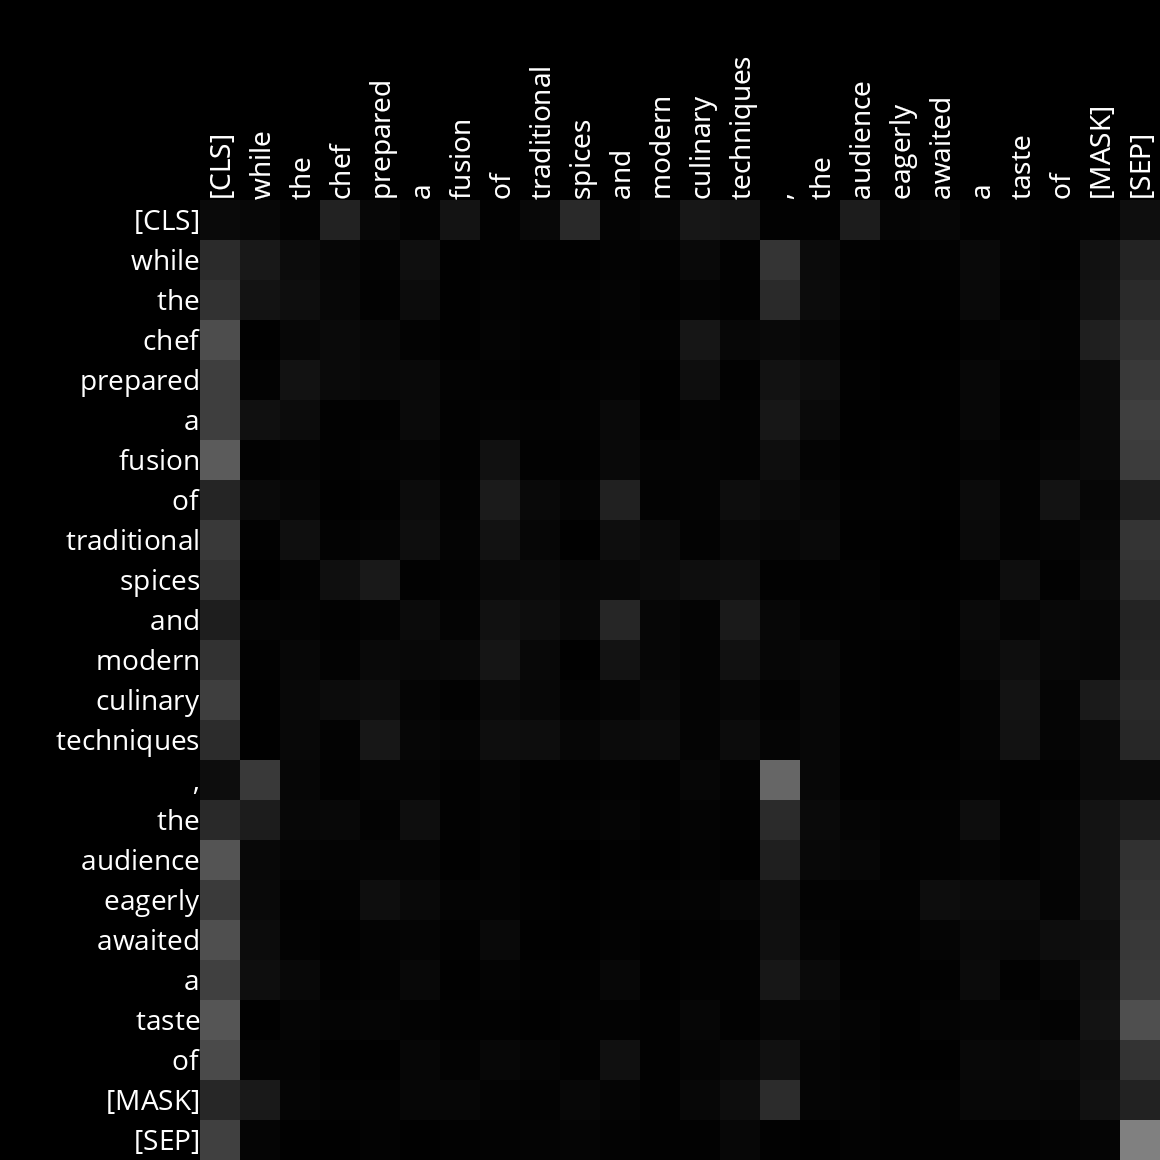 [CLS] while the chef prepared a fusion of traditional spices and modern culinary techniques , the audience eagerly awaited a taste of [MASK] [SEP]
[CLS]
while
the
chef
prepared
a
fusion
of
traditional
spices
and
modern
culinary
techniques
,
the
audience
eagerly
awaited
a
taste
of
[MASK]
[SEP]